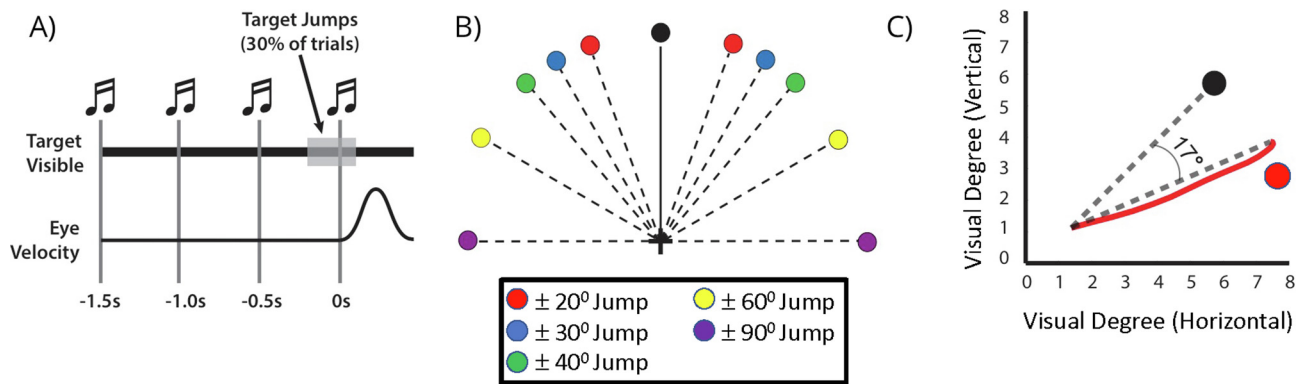 A)
Target Jumps
(30% of trials)
Target
Visible
Eye
Velocity
-1.5s
-1.0s
-0.5s
0s
B)
± 20⁰ Jump
± 30⁰ Jump
± 40⁰ Jump
± 60⁰ Jump
± 90⁰ Jump
C)
Visual Degree (Vertical)
8
7
6
5
4
3
2
1
0
17°
0 1 2 3 4 5 6 7 8
Visual Degree (Horizontal)